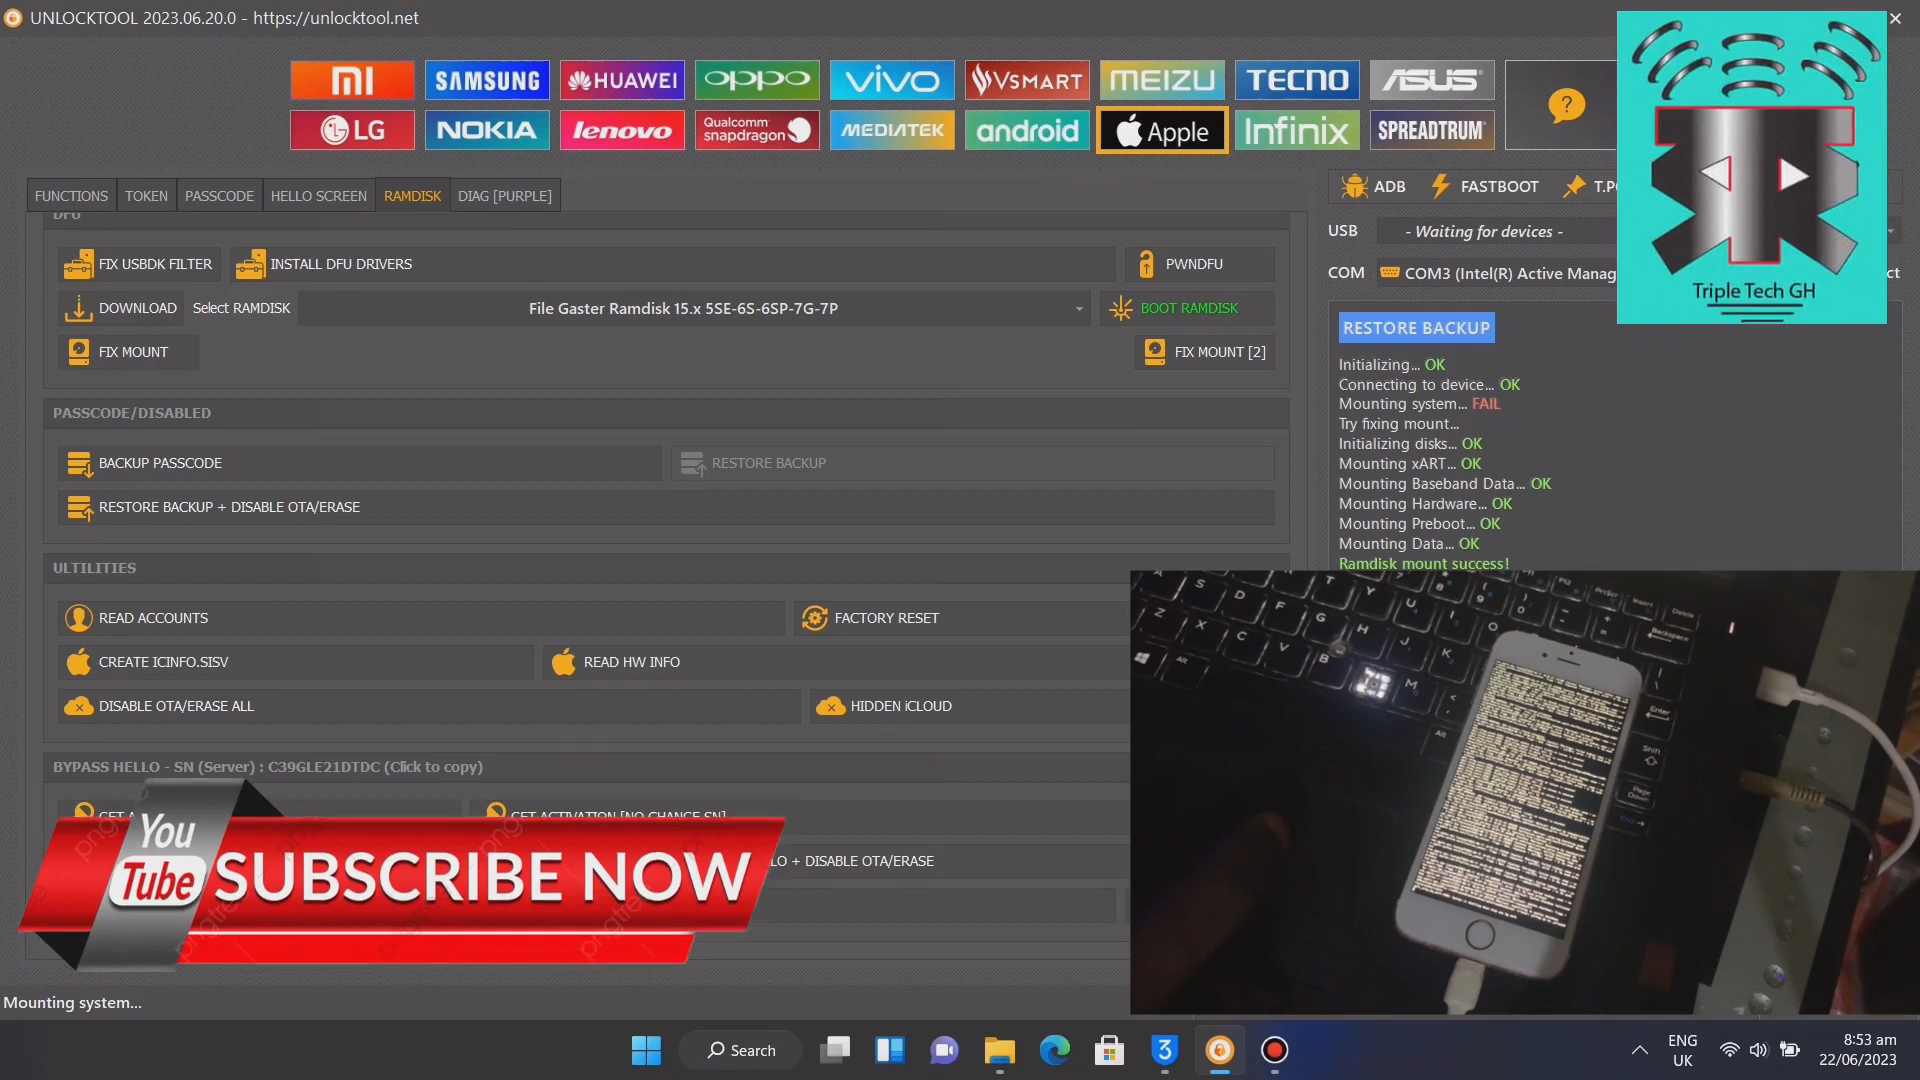 UNLOCKTOOL 2023.06.20.0 - https://unlocktool.net
MI
SAMSUNG
HUAWEI
OPPO
vivo
VSMART
MEIZU
TECNO
ASUS
?
LG
NOKIA
lenovo
Qualcomm
snapdragon
MEDIATEK
android
Apple
Infinix
SPREADTRUM
FUNCTIONS
TOKEN
PASSCODE
HELLO SCREEN
RAMDISK
DIAG [PURPLE]
ADB
FASTBOOT
USB
- Waiting for devices -
COM
COM3 (Intel(R) Active Manag
Triple Tech GH
DFU
FIX USBDK FILTER
INSTALL DFU DRIVERS
PWNDFU
DOWNLOAD
Select RAMDISK
File Gaster Ramdisk 15.x 5SE-6S-6SP-7G-7P
BOOT RAMDISK
FIX MOUNT
FIX MOUNT [2]
PASSCODE/DISABLED
BACKUP PASSCODE
RESTORE BACKUP
RESTORE BACKUP + DISABLE OTA/ERASE
ULTILITIES
READ ACCOUNTS
FACTORY RESET
CREATE ICINFO.SISV
READ HW INFO
DISABLE OTA/ERASE ALL
HIDDEN iCLOUD
BYPASS HELLO - SN (Server) : C39GLE21DTDC (Click to copy)
GET ACTIVATION [NO CHANGE SN]
LO + DISABLE OTA/ERASE
RESTORE BACKUP
Initializing... OK
Connecting to device... OK
Mounting system... FAIL
Try fixing mount...
Initializing disks... OK
Mounting xART... OK
Mounting Baseband Data... OK
Mounting Hardware... OK
Mounting Preboot... OK
Mounting Data... OK
Ramdisk mount success!
You
Tube
SUBSCRIBE NOW
Mounting system...
Search
ENG
UK
8:53 am
22/06/2023